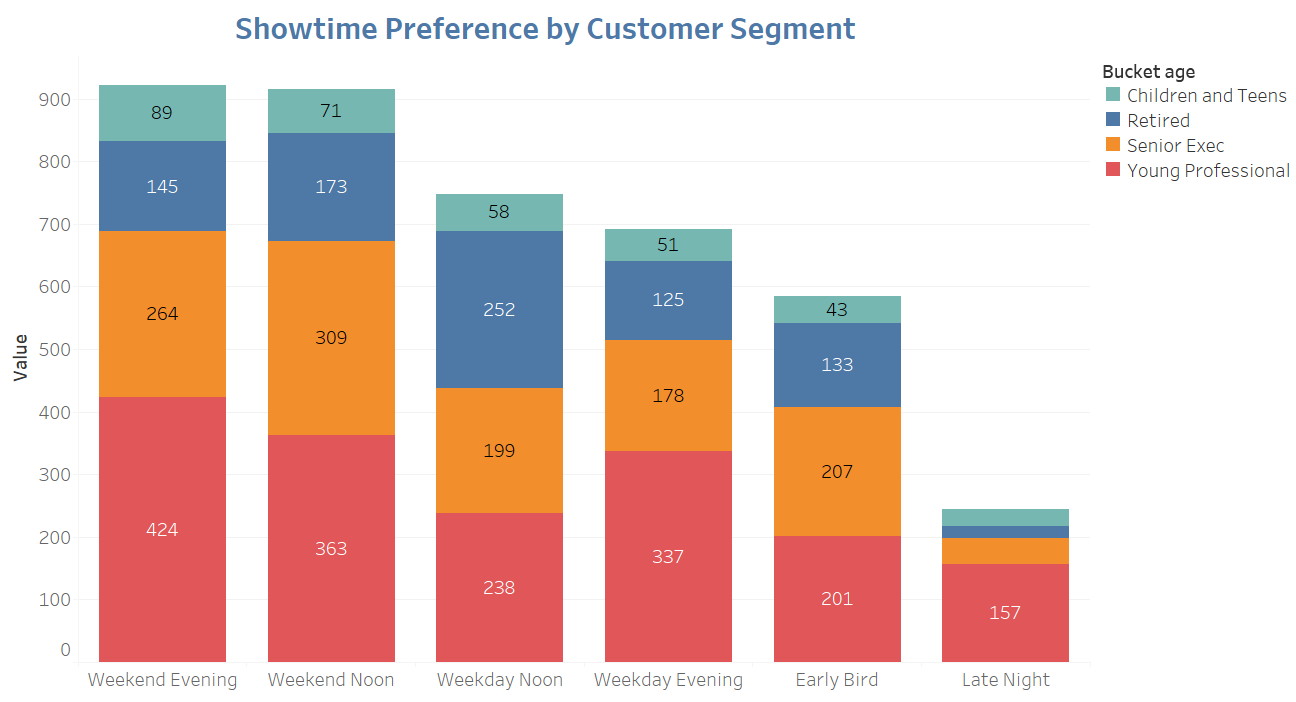 Showtime Preference by Customer Segment
Bucket age
Children and Teens
Retired
Senior Exec
Young Professional
Value
900
800
700
600
500
400
300
200
100
0
89
145
264
424
71
173
309
363
58
252
199
238
51
125
178
337
43
133
207
201
157
Weekend Evening
Weekend Noon
Weekday Noon
Weekday Evening
Early Bird
Late Night